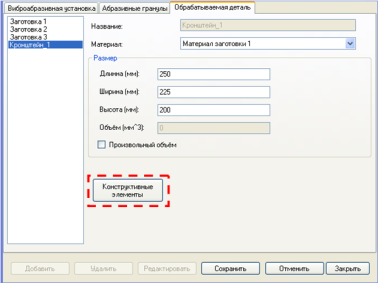 Виброабразивная установка Абразивные гранулы Обрабатываемая деталь
Заготовка 1
Заготовка 2
Заготовка 3
Кронштейн_1
Название: Кронштейн_1
Материал: Материал заготовки 1
Размер
Длинна (мм): 250
Ширина (мм): 225
Высота (мм): 200
Объём (мм^3): 0
Произвольный объём
Конструктивные
элементы
Добавить Удалить Редактировать Сохранить Отменить Закрыть